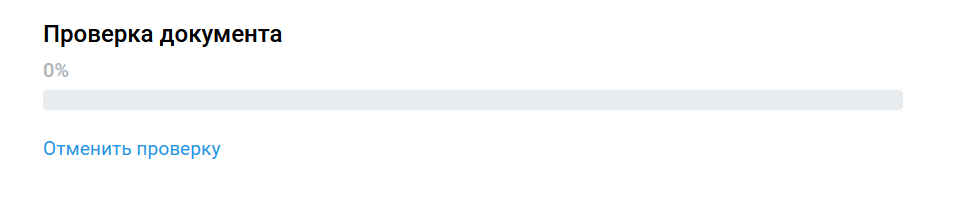 Проверка документа
0%
Отменить проверку